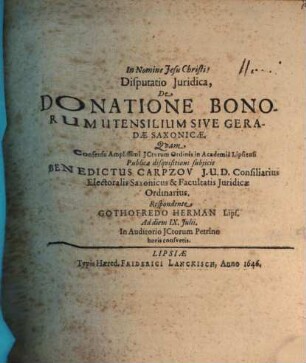 In Nomine Jesu Christi!
Disputatio Juridica,
De
DONATIONE BONO-
RUM UTENSILIUM SIVE GERA-
DÆ SAXONICÆ,
Quam
Consensu Amplissimi JCtorum Ordinis in Academiâ Lipsiensi
Publicæ disquisitioni subjicit
BENEDICTUS CARPZOV J.U.D. Consiliarius
Electoralis Saxonicus & Facultatis Juridicæ
Ordinarius,
Respondente
GOTHOFREDO HERMAN Lips.
Ad diem IX. Julii,
In Auditorio JCtorum Petrino
horis consuetis.
LIPSIÆ
Typis Hæred. FRIDERICI LANCKISCH, Anno 1646.